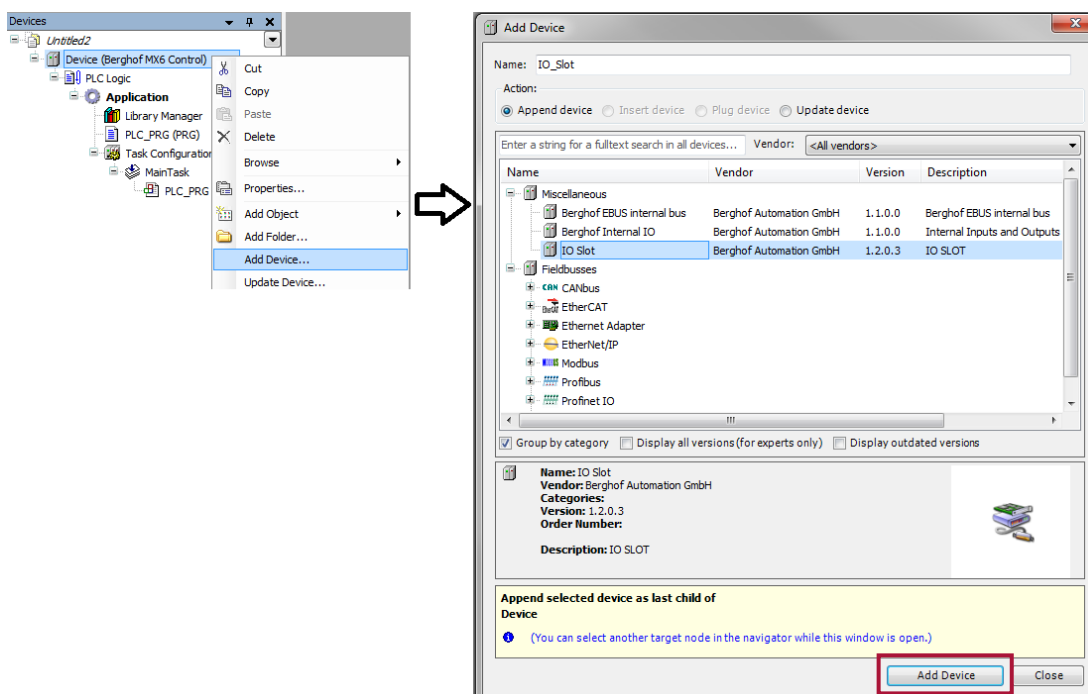 Devices
Untitled2
Device (Berghof MX6 Control)
PLC Logic
Application
Library Manager
PLC_PRG (PRG)
Task Configuration
MainTask
PLC_PRG
Cut
Copy
Paste
Delete
Browse
Properties...
Add Object
Add Folder...
Add Device...
Update Device...
Add Device
Name: IO_Slot
Action:
Append device Insert device Plug device Update device
Enter a string for a fulltext search in all devices... Vendor: <All vendors>
Name Vendor Version Description
Miscellaneous
Berghof EBUS internal bus Berghof Automation GmbH 1.1.0.0 Berghof EBUS internal bus
Berghof Internal IO Berghof Automation GmbH 1.1.0.0 Internal Inputs and Outputs
IO Slot Berghof Automation GmbH 1.2.0.3 IO SLOT
Fieldbusses
CAN CANbus
EtherCAT
Ethernet Adapter
EtherNet/IP
Modbus
Profibus
Profinet IO
Group by category Display all versions (for experts only) Display outdated versions
Name: IO Slot
Vendor: Berghof Automation GmbH
Categories:
Version: 1.2.0.3
Order Number:
Description: IO SLOT
Append selected device as last child of
Device
(You can select another target node in the navigator while this window is open.)
Add Device Close